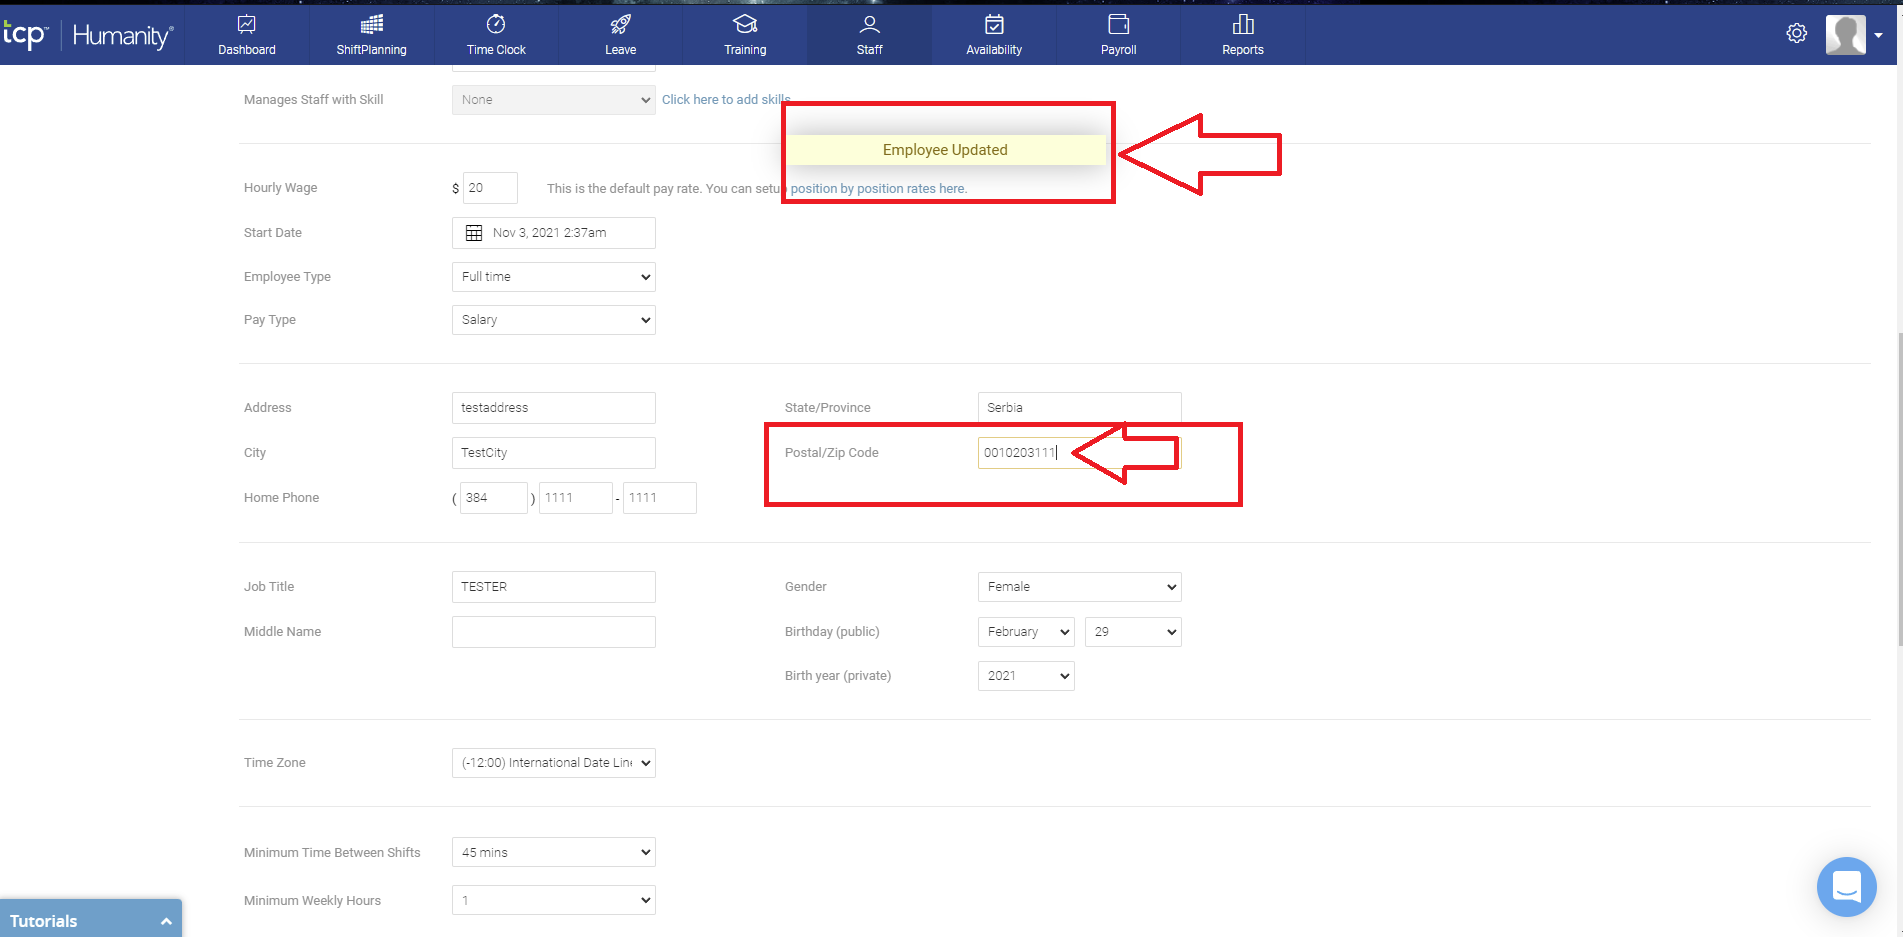 tcp™ Humanity®
Dashboard
ShiftPlanning
Time Clock
Leave
Training
Staff
Availability
Payroll
Reports
Manages Staff with Skill None Click here to add skills
Employee Updated
Hourly Wage $ 20 This is the default pay rate. You can setup position by position rates here.
Start Date Nov 3, 2021 2:37am
Employee Type Full time
Pay Type Salary
Address testaddress State/Province Serbia
City TestCity Postal/Zip Code 0010203111
Home Phone ( 384 ) 1111 - 1111
Job Title TESTER Gender Female
Middle Name Birthday (public) February 29
Birth year (private) 2021
Time Zone (-12:00) International Date Line
Minimum Time Between Shifts 45 mins
Minimum Weekly Hours 1
Tutorials